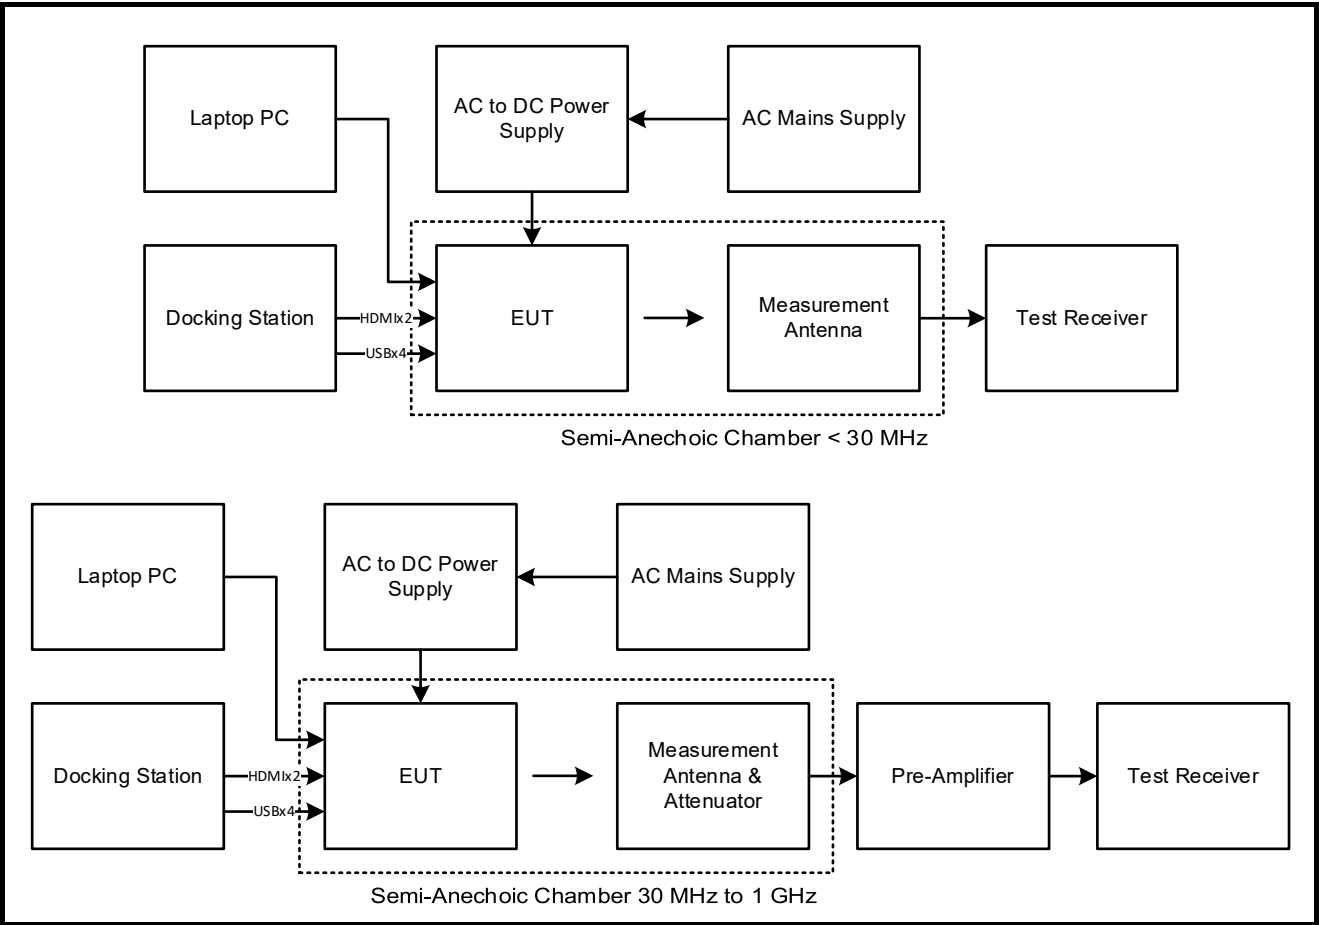 Laptop PC
AC to DC Power
Supply
AC Mains Supply
Docking Station
HDMIx2
USBx4
EUT
Measurement
Antenna
Test Receiver
Semi-Anechoic Chamber < 30 MHz
Laptop PC
AC to DC Power
Supply
AC Mains Supply
Docking Station
HDMIx2
USBx4
EUT
Measurement
Antenna &
Attenuator
Pre-Amplifier
Test Receiver
Semi-Anechoic Chamber 30 MHz to 1 GHz